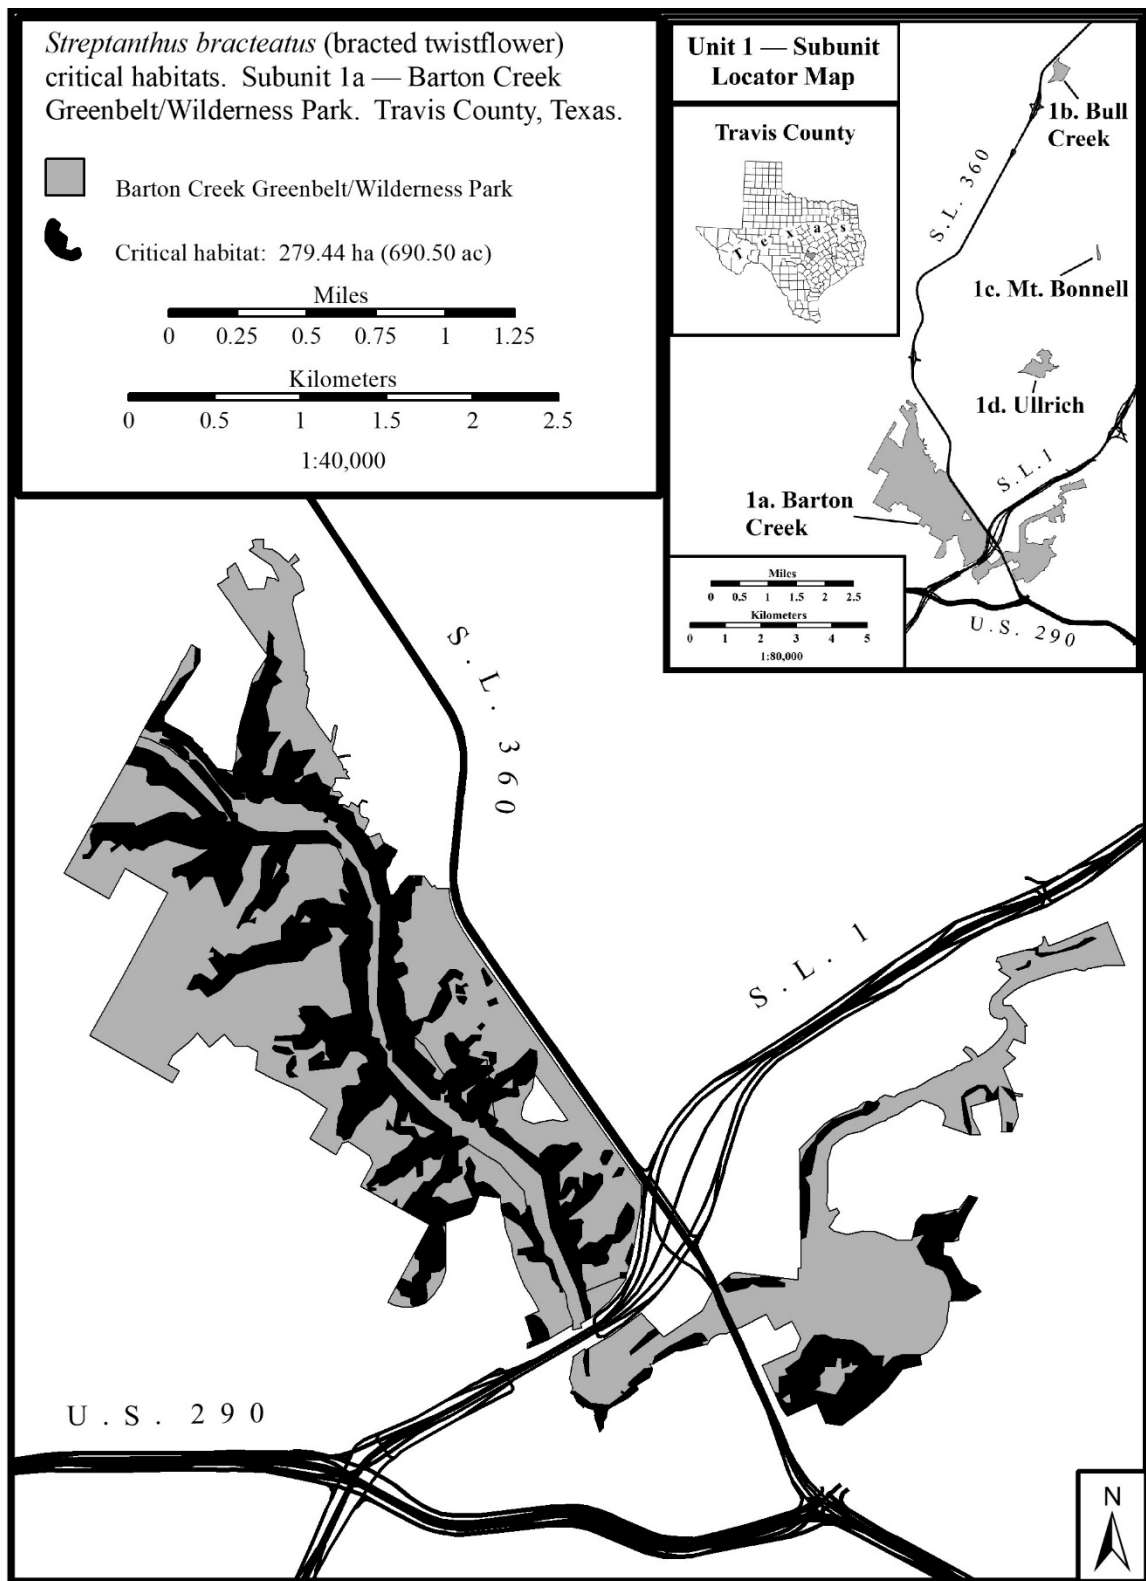 Streptanthus bracteatus (bracted twistflower)
critical habitats. Subunit 1a — Barton Creek
Greenbelt/Wilderness Park. Travis County, Texas.
Barton Creek Greenbelt/Wilderness Park
Critical habitat: 279.44 ha (690.50 ac)
Miles
0 0.25 0.5 0.75 1 1.25
Kilometers
0 0.5 1 1.5 2 2.5
1:40,000
Unit 1 — Subunit
Locator Map
Travis County
Texas
1b. Bull
Creek
S.L. 360
1c. Mt. Bonnell
1d. Ullrich
S.L.1
1a. Barton
Creek
Miles
0 0.5 1 1.5 2 2.5
Kilometers
0 1 2 3 4 5
1:80,000
U.S. 290
S.L. 360
S.L. 1
U.S. 290
N